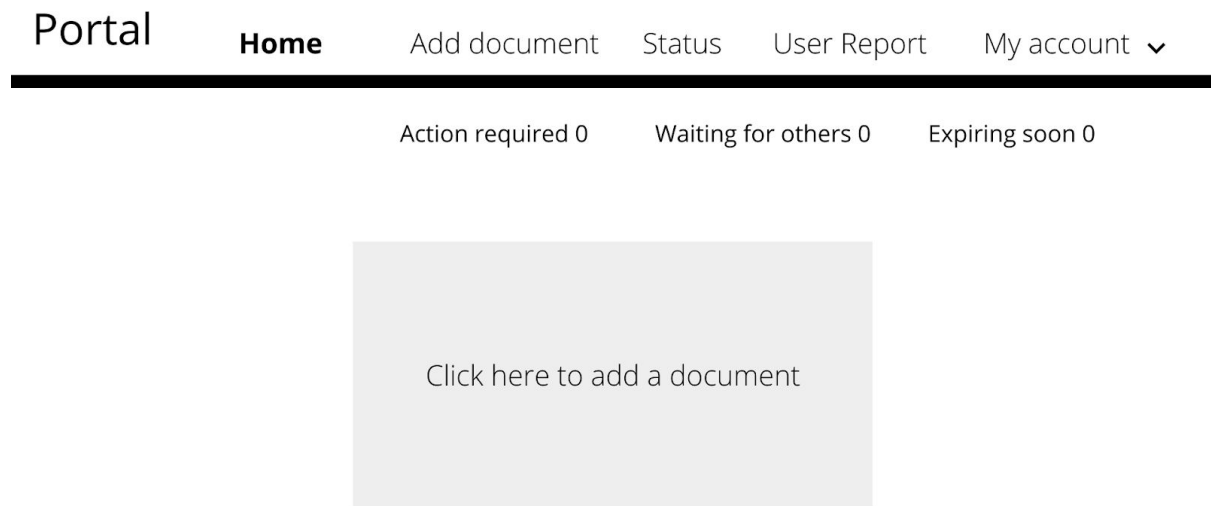 Portal
Home Add document Status User Report My account
Action required 0 Waiting for others 0 Expiring soon 0
Click here to add a document